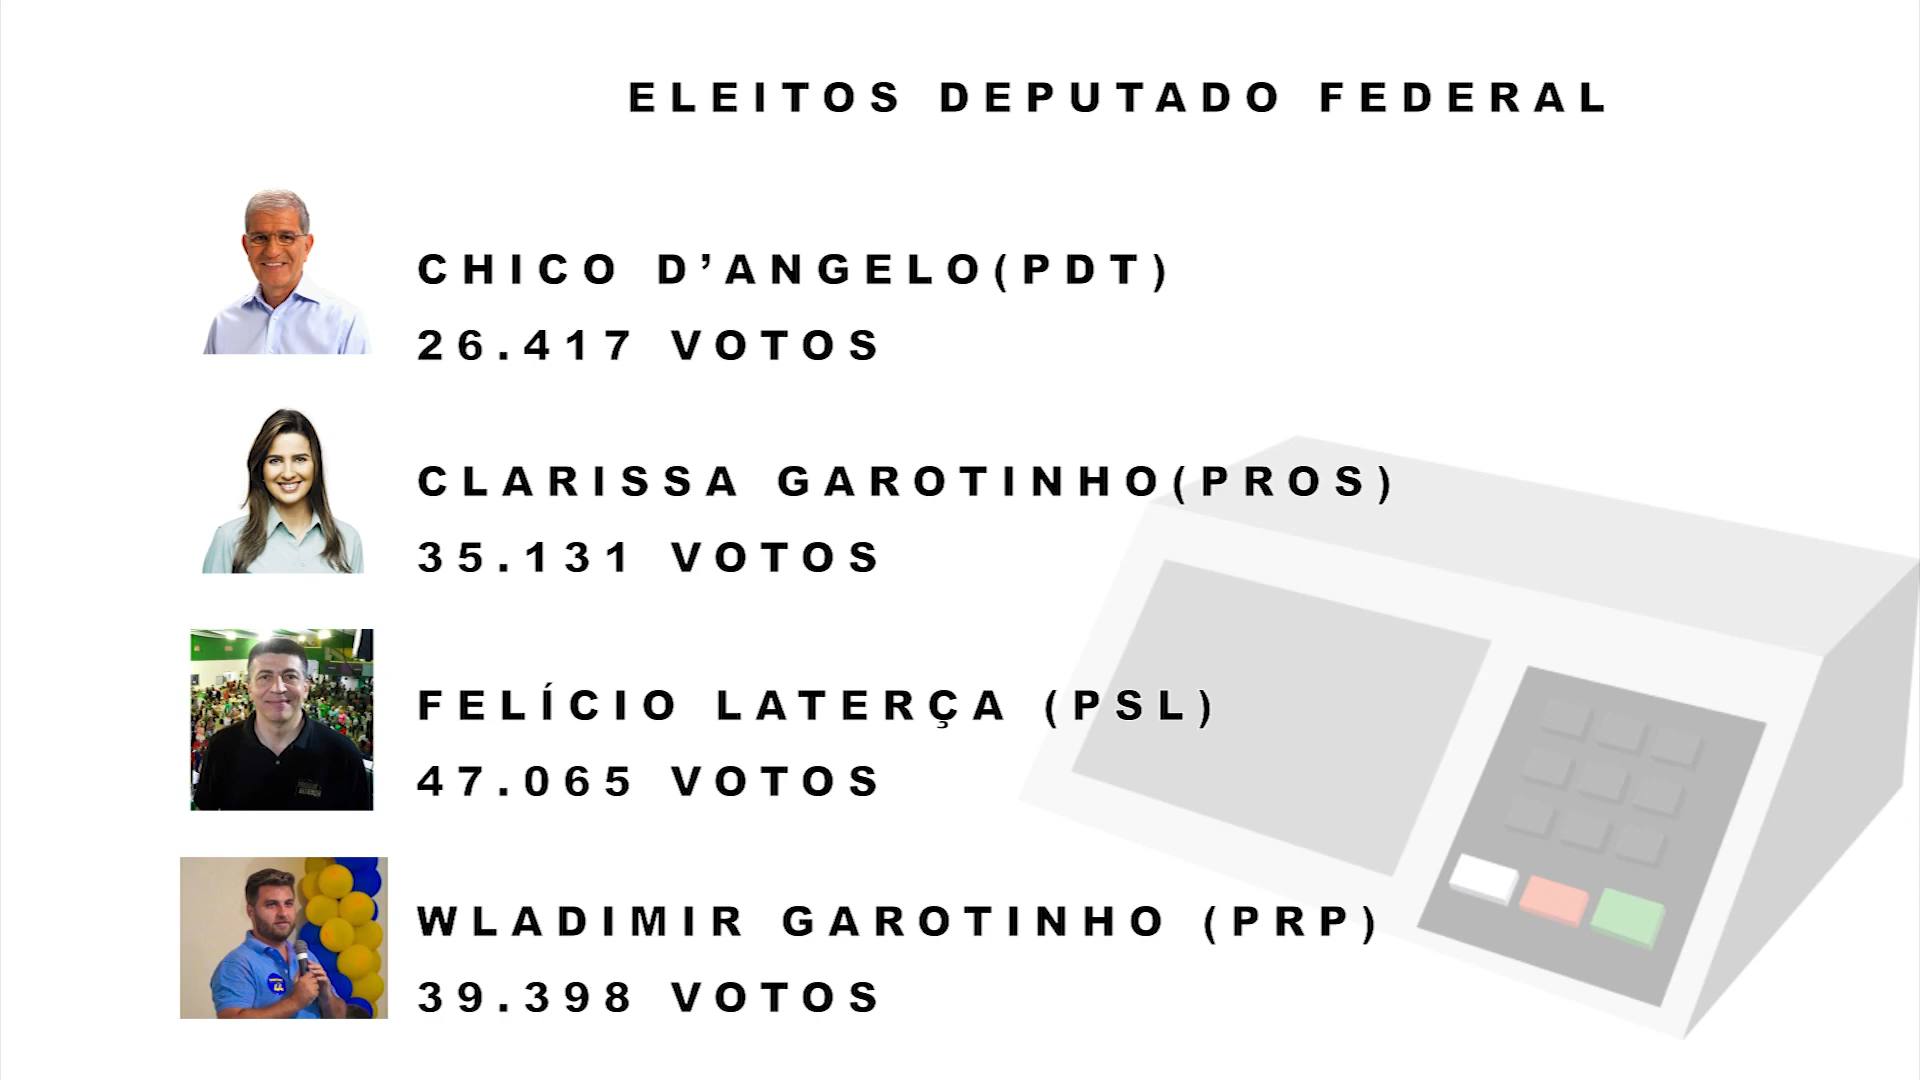 ELEITOS DEPUTADO FEDERAL
CHICO D’ANGELO(PDT)
26.417 VOTOS
CLARISSA GAROTINHO(PROS)
35.131 VOTOS
FELÍCIO LATERÇA (PSL)
47.065 VOTOS
WLADIMIR GAROTINHO (PRP)
39.398 VOTOS